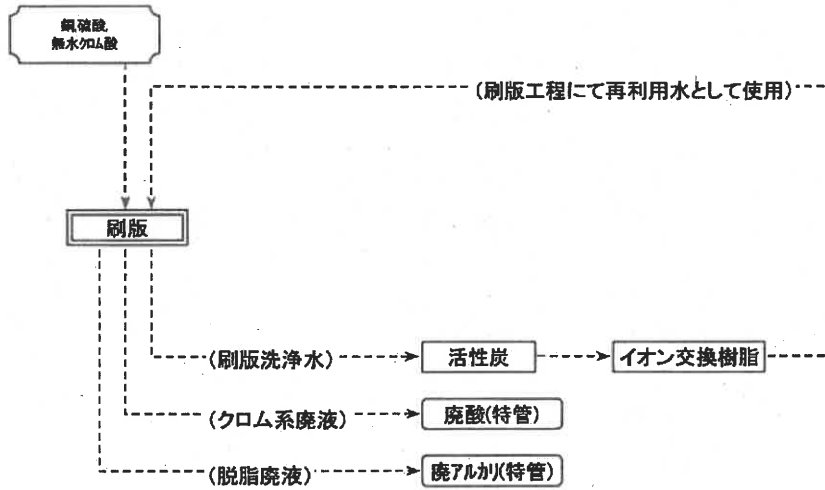 銅,硫酸,
無水クロム酸
(刷版工程にて再利用水として使用)
刷版
(刷版洗浄水)
活性炭
イオン交換樹脂
(クロム系廃液)
廃酸(特管)
(脱脂廃液)
廃アルカリ(特管)